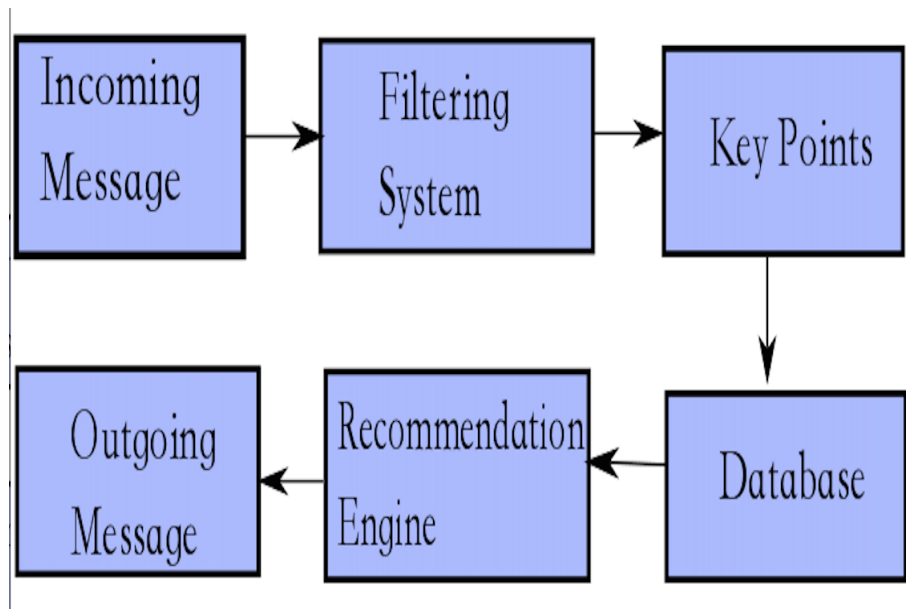 Incoming
Message
Filtering
System
Key Points
Outgoing
Message
Recommendation
Engine
Database